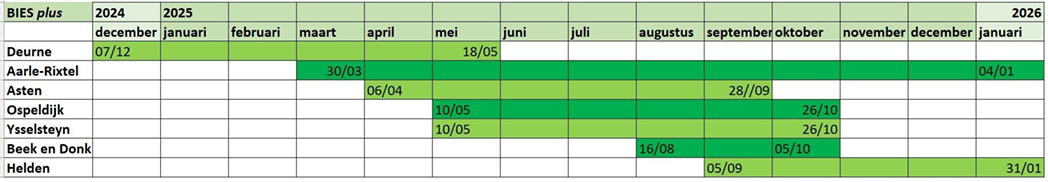 BIES plus 2024 2025 2026
december januari februari maart april mei juni juli augustus september oktober november december januari
Deurne 07/12 18/05
Aarle-Rixtel 30/03 04/01
Asten 06/04 28//09
Ospeldijk 10/05 26/10
Ysselsteyn 10/05 26/10
Beek en Donk 16/08 05/10
Helden 05/09 31/01